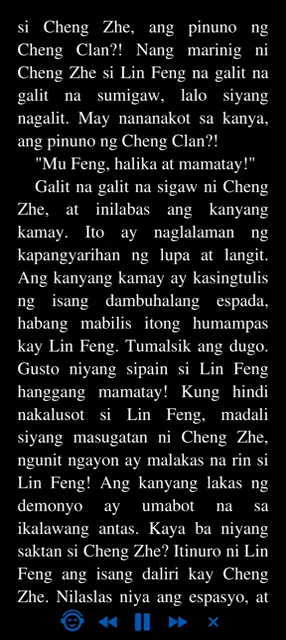 si Cheng Zhe, ang pinuno ng
Cheng Clan?! Nang marinig ni
Cheng Zhe si Lin Feng na galit na
galit na sumigaw, lalo siyang
nagalit. May nananakot sa kanya,
ang pinuno ng Cheng Clan?!
"Mu Feng, halika at mamatay!"
Galit na galit na sigaw ni Cheng
Zhe, at inilabas ang kanyang
kamay. Ito ay naglalaman ng
kapangyarihan ng lupa at langit.
Ang kanyang kamay ay kasingtulis
ng isang dambuhalang espada,
habang mabilis itong humampas
kay Lin Feng. Tumalsik ang dugo.
Gusto niyang sipain si Lin Feng
hanggang mamatay! Kung hindi
nakalusot si Lin Feng, madali
siyang masugatan ni Cheng Zhe,
ngunit ngayon ay malakas na rin si
Lin Feng! Ang kanyang lakas ng
demonyo ay umabot na sa
ikalawang antas. Kaya ba niyang
saktan si Cheng Zhe? Itinuro ni Lin
Feng ang isang daliri kay Cheng
Zhe. Nilaslas niya ang espasyo, at